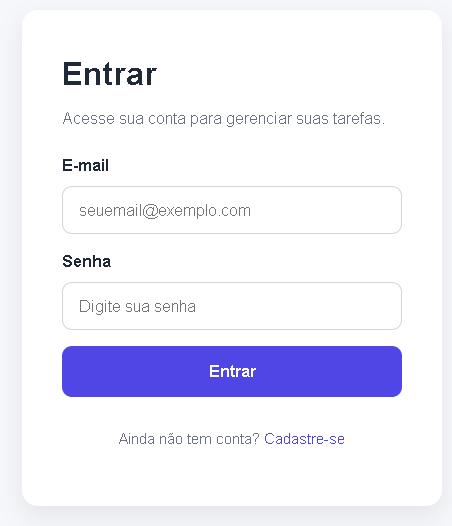 Entrar
Acesse sua conta para gerenciar suas tarefas.
E-mail
seuemail@exemplo.com
Senha
Digite sua senha
Entrar
Ainda não tem conta? Cadastre-se